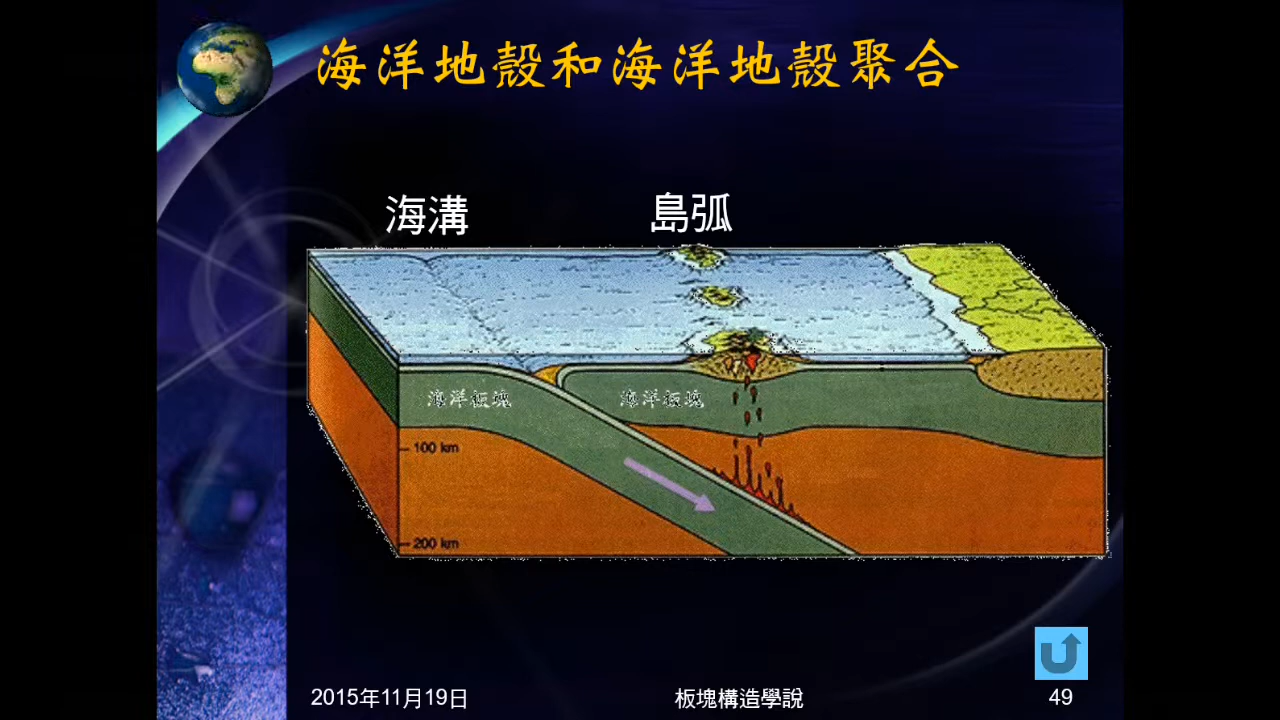 海洋地殼和海洋地殼聚合
海溝
島弧
海洋板塊
海洋板塊
100 km
200 km
2015年11月19日
板塊構造學說
49